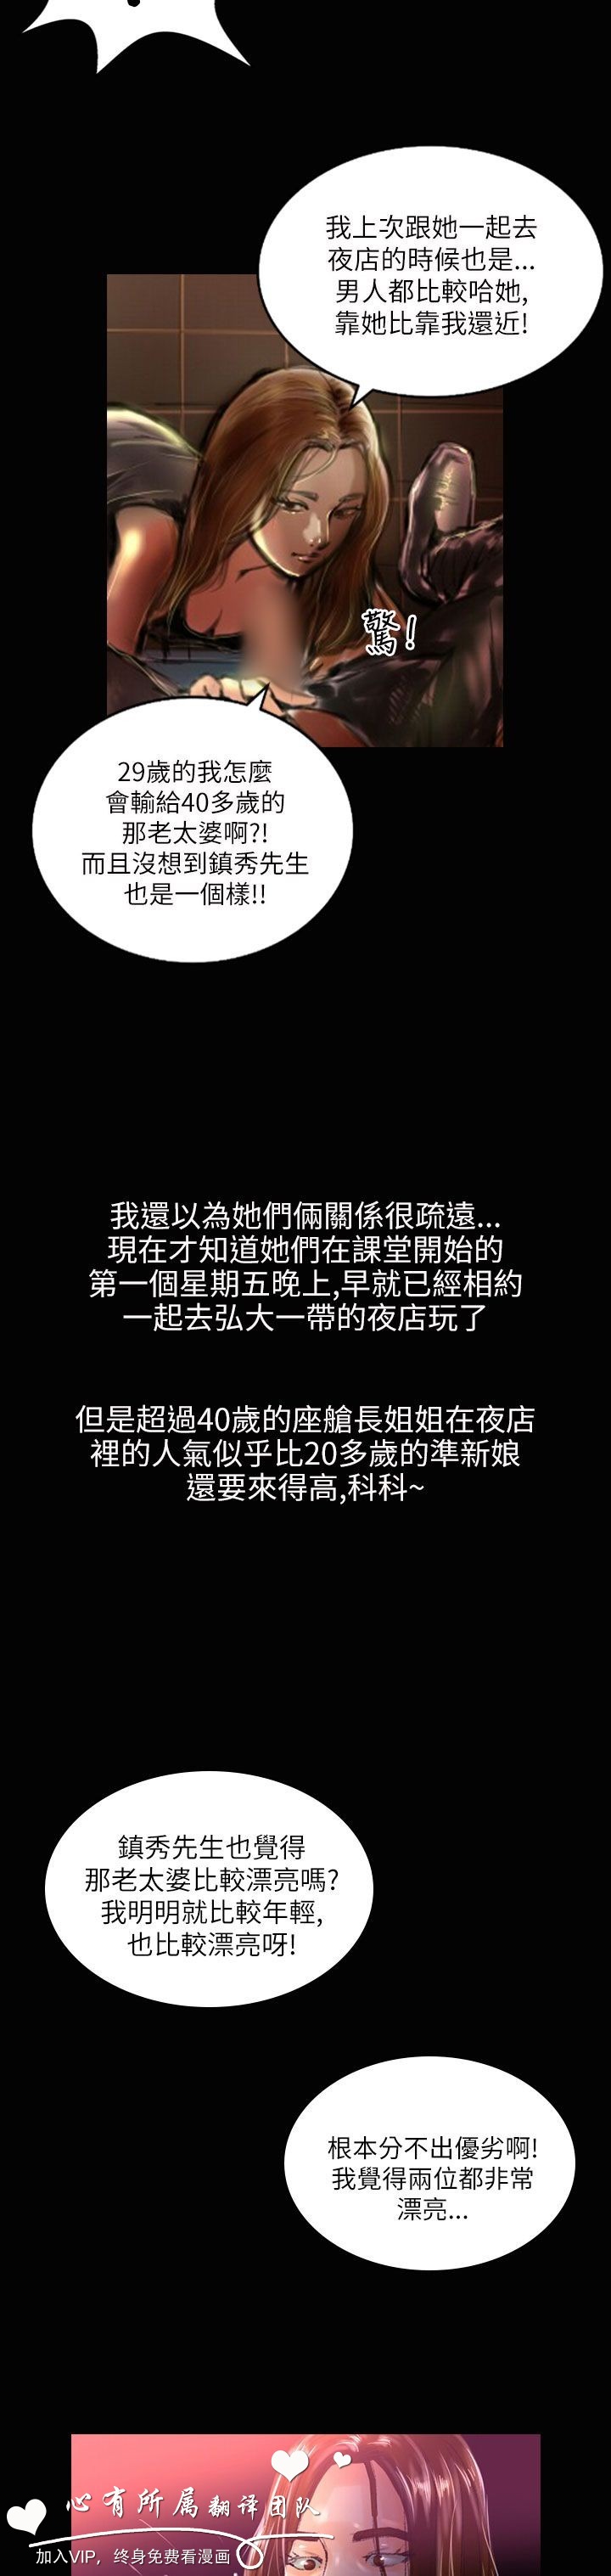 我上次跟她一起去
夜店的時候也是...
男人都比較哈她,
靠她比靠我還近!
驚!
29歲的我怎麼
會輸給40多歲的
那老太婆啊?!
而且沒想到鎮秀先生
也是一個樣!!
我還以為她們倆關係很疏遠...
現在才知道她們在課堂開始的
第一個星期五晚上,早就已經相約
一起去弘大一帶的夜店玩了
但是超過40歲的座艙長姐姐在夜店
裡的人氣似乎比20多歲的準新娘
還要來得高,科科~
鎮秀先生也覺得
那老太婆比較漂亮嗎?
我明明就比較年輕,
也比較漂亮呀!
根本分不出優劣啊!
我覺得兩位都非常
漂亮...
心有所属翻译团队
加入VIP，终身免费看漫画